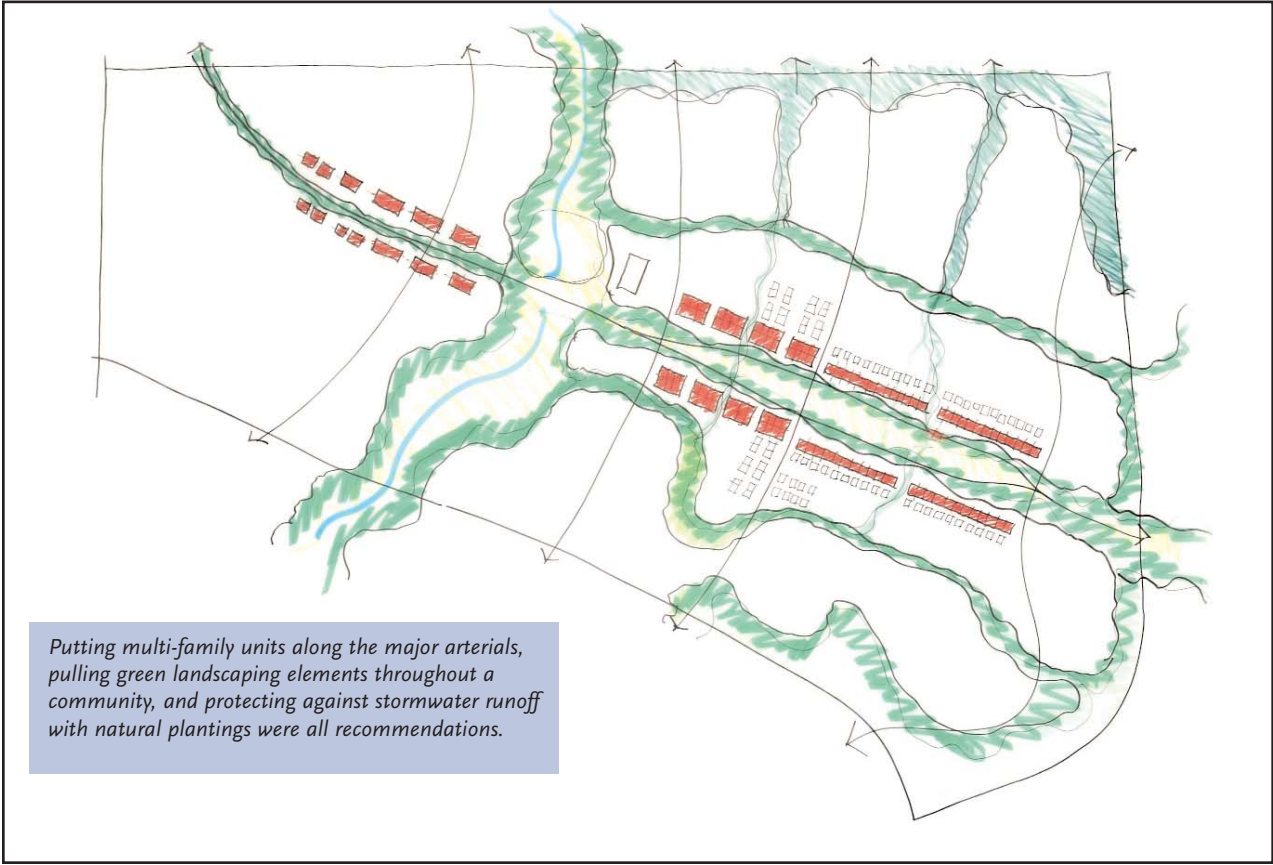 Putting multi-family units along the major arterials,
pulling green landscaping elements throughout a
community, and protecting against stormwater runoff
with natural plantings were all recommendations.